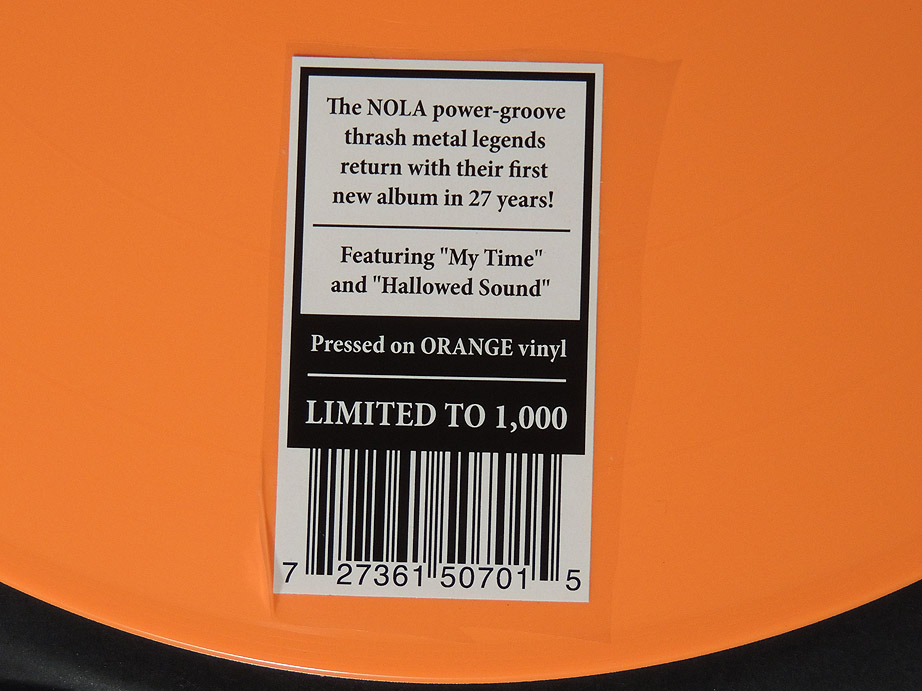 The NOLA power-groove
thrash metal legends
return with their first
new album in 27 years!
Featuring "My Time"
and "Hallowed Sound"
Pressed on ORANGE vinyl
LIMITED TO 1,000
7 27361 50701 5